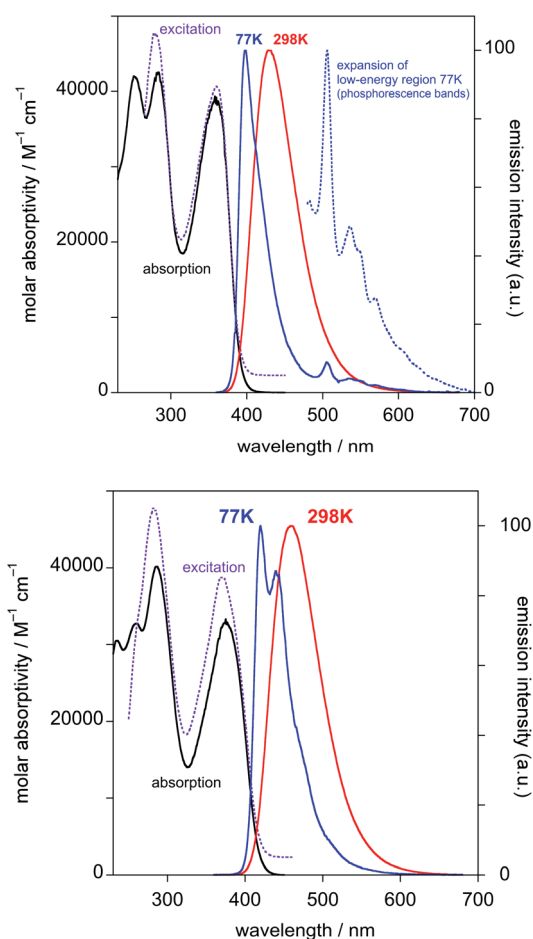 excitation
77K 298K
expansion of
low-energy region 77K
(phosphorescence bands)
100
40000
20000
0
0
absorption
molar absorptivity / M⁻¹ cm⁻¹
emission intensity (a.u.)
300 400 500 600 700
wavelength / nm
77K 298K
100
excitation
40000
20000
0
0
absorption
molar absorptivity / M⁻¹ cm⁻¹
emission intensity (a.u.)
300 400 500 600 700
wavelength / nm